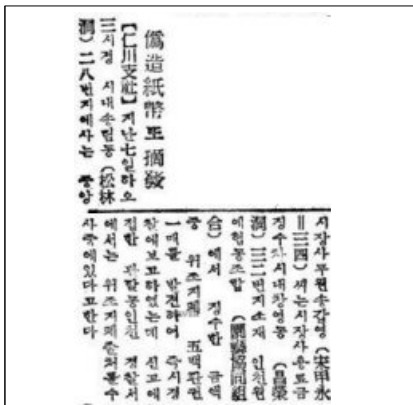 僞造紙幣또摘發
【仁川支社】지난七일하오
三시경 시내송림동 (松林
洞) 二八번지에사는 중앙
시장사무원송갑영 (宋甲永
=二四) 씨는시장사용료금
징수차시내창영동 (昌榮
洞) 三二번지소재 인천원
예협동조합 (園藝協同組
合) 에서 징수한 금액
중 위조지폐 五백환권
一매를 발견하여 즉시경
찰에보고하였는데 신고에
접한 관할동인천 경찰서
에서는 위조지폐출처를수
사중에있다고한다